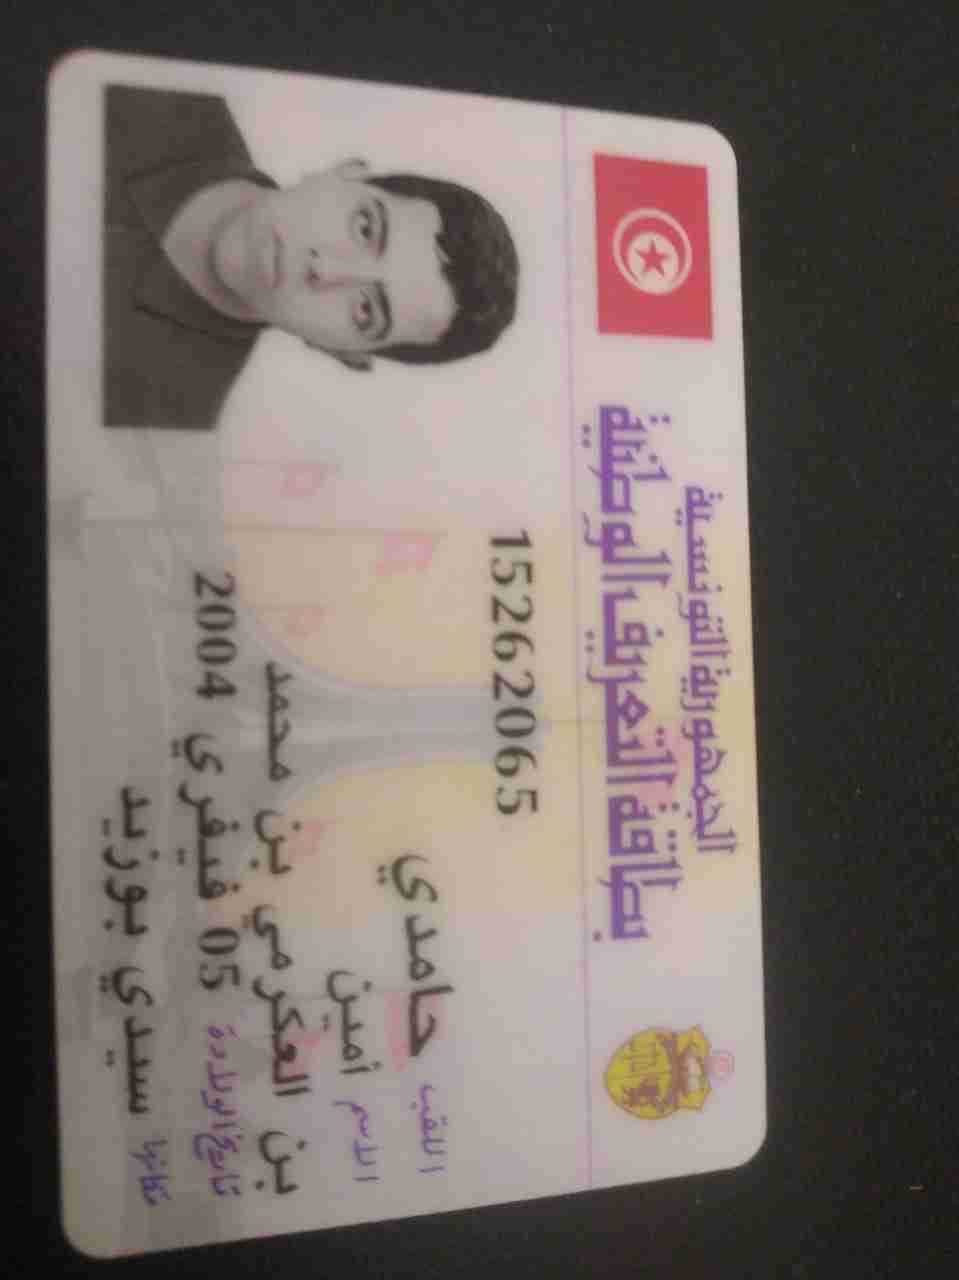 الجمهورية التونسية
بطاقة التعريف الوطنية
15262065
اللقب حامدي
الاسم أمين
بن محمد بن العكرمي
تاريخ الولادة 05 فيفري 2004
مكانها سيدي بوزيد